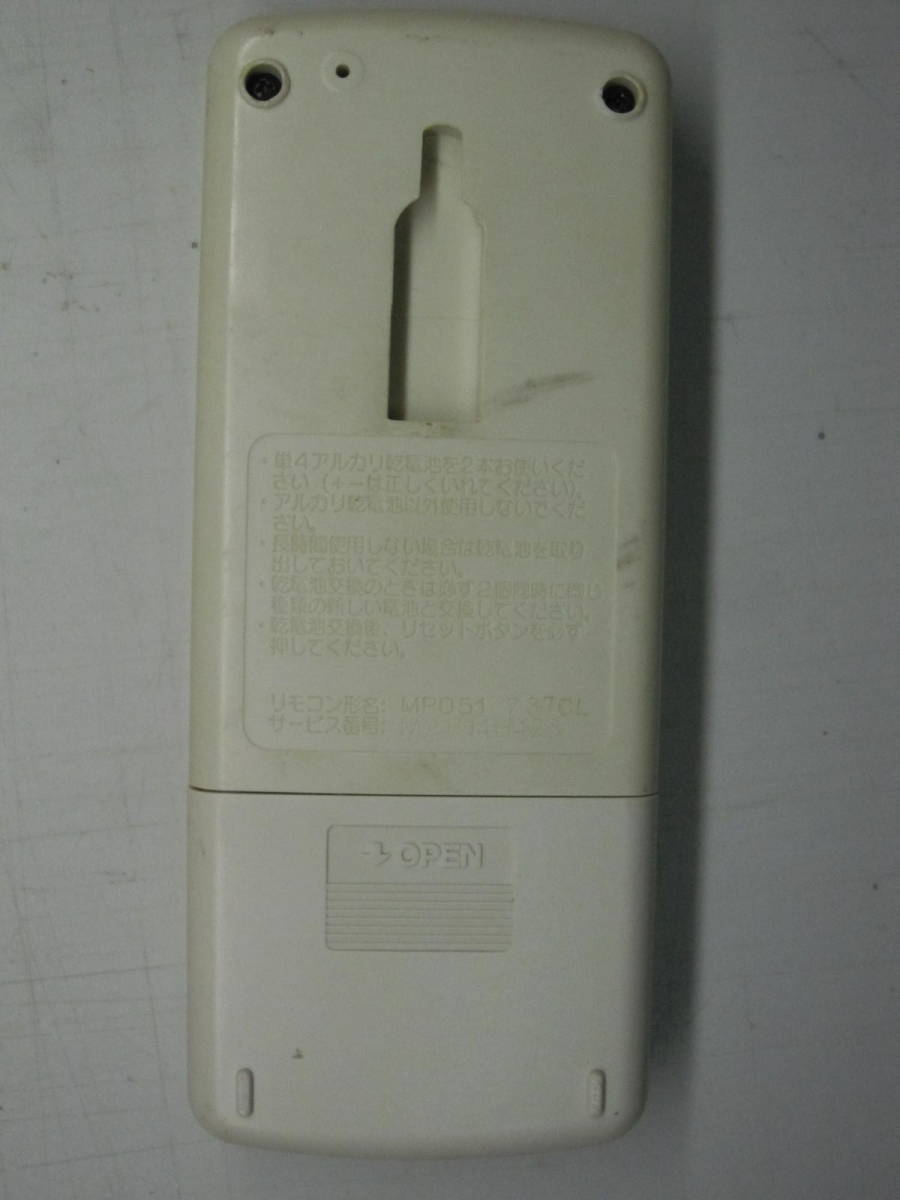 ・単4アルカリ乾電池を2本お使いくだ
さい（+−は正しくいれてください）。
・アルカリ乾電池以外使用しないでくだ
さい。
・長時間使用しない場合は乾電池を取り
出しておいてください。
・乾電池交換のときは必ず2個同時に同じ
種類の新しい電池と交換してください。
・乾電池交換後、リセットボタンを必ず
押してください。
リモコン形名:
サービス番号:
OPEN